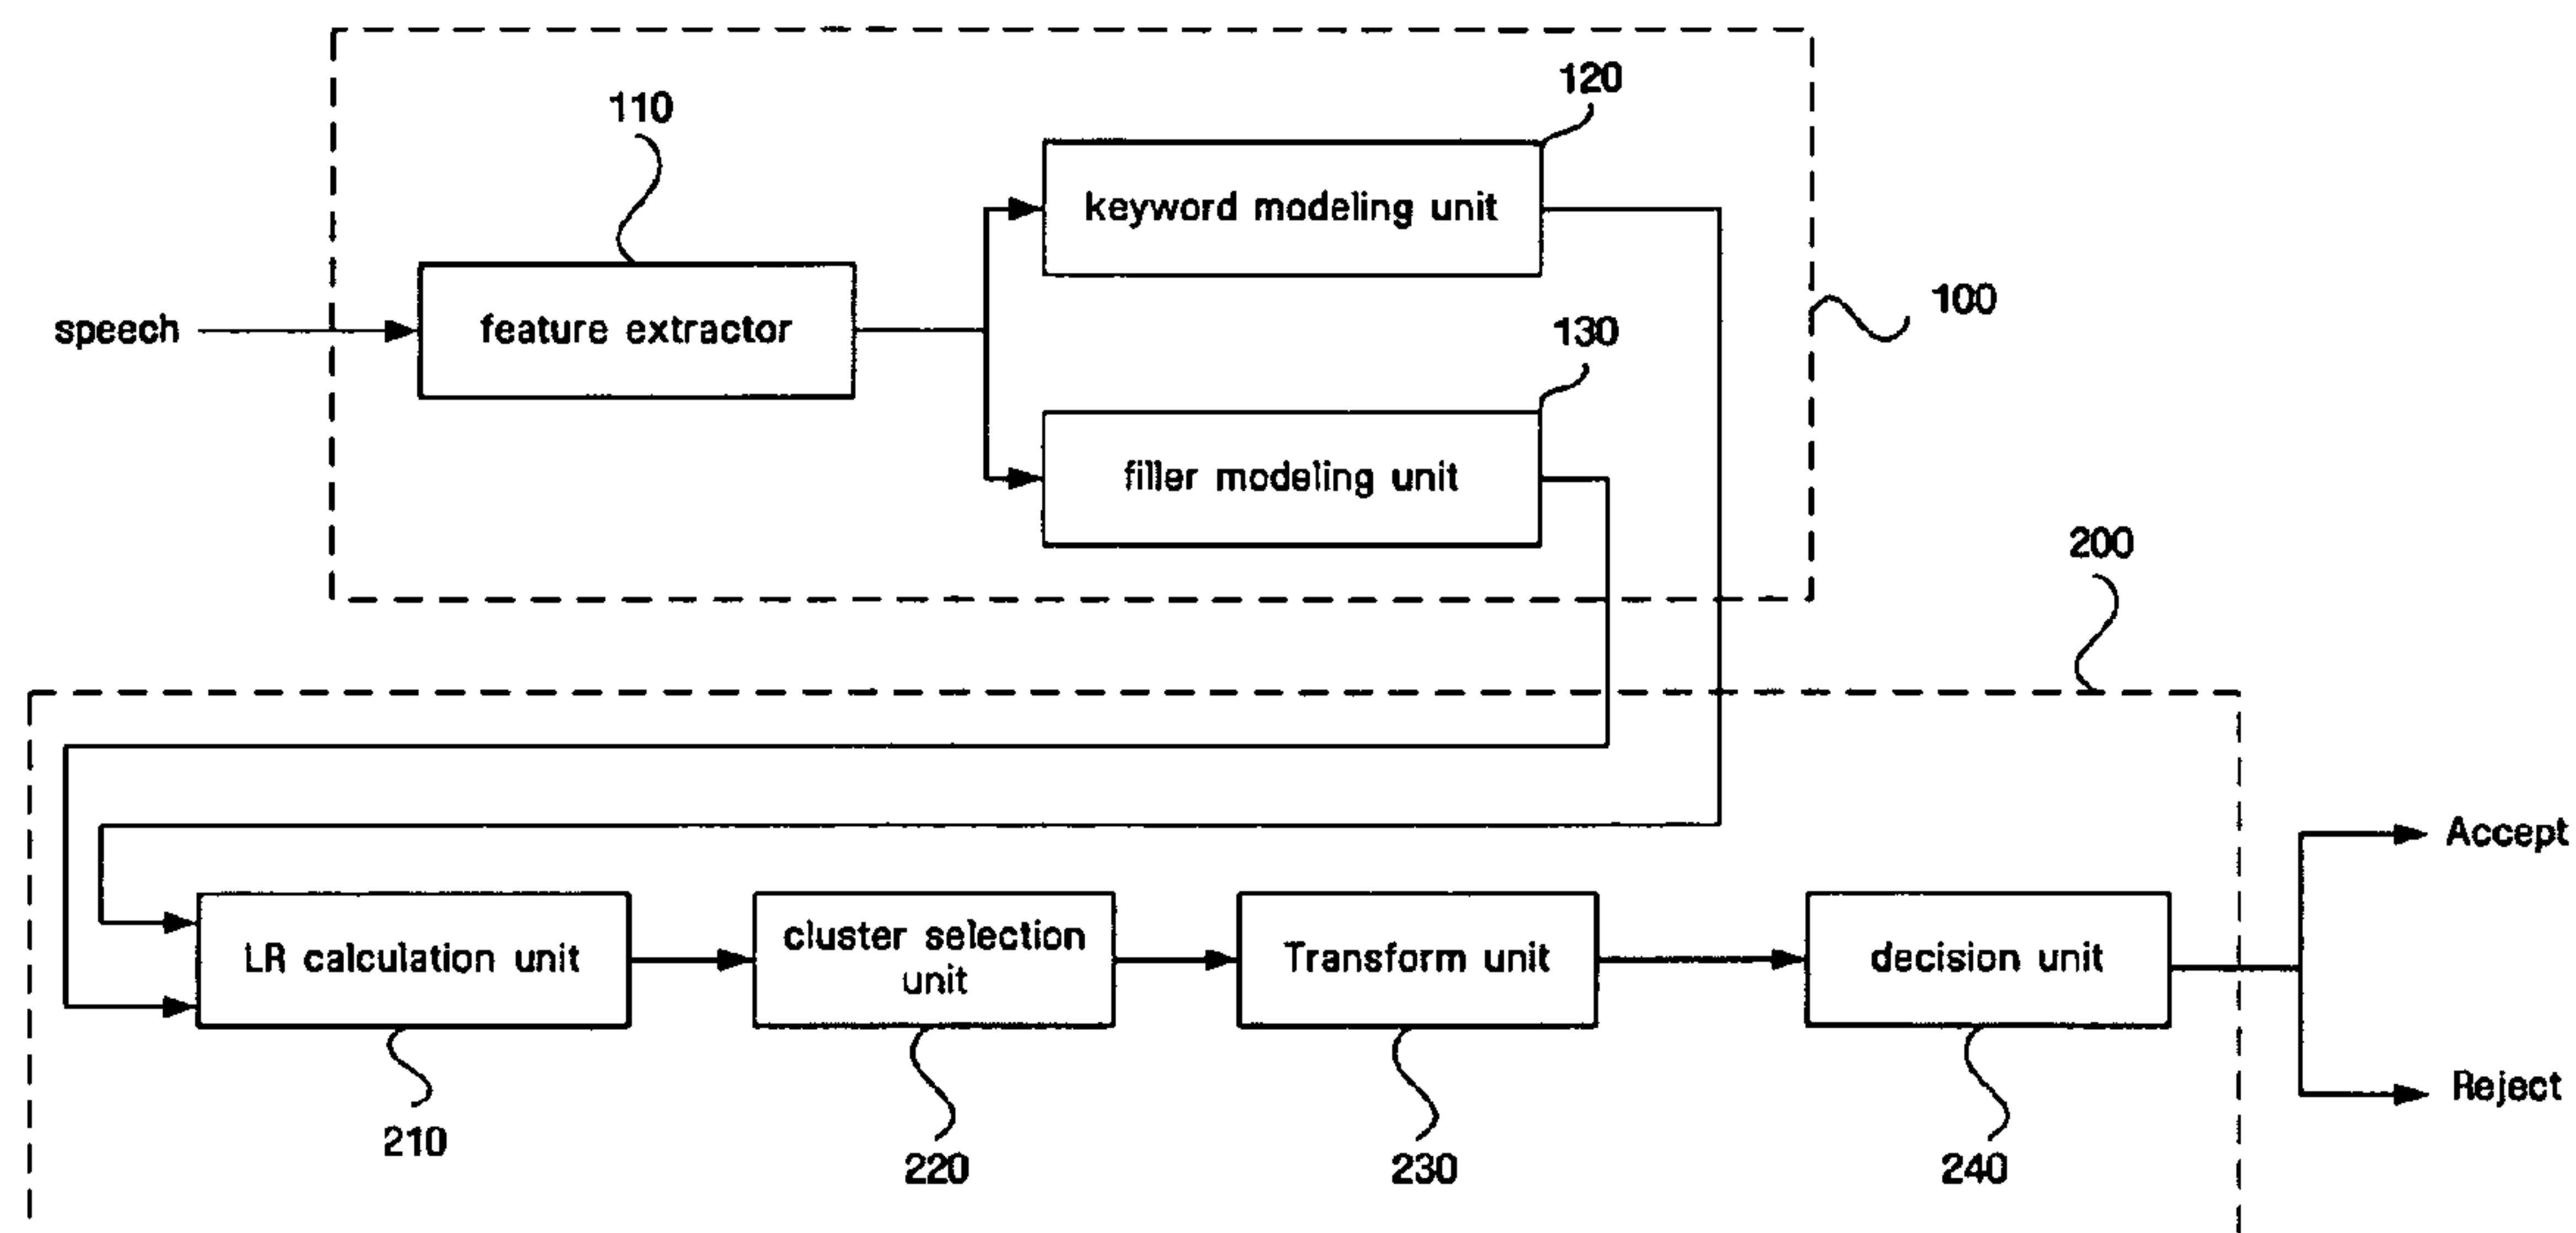 120
110
keyword modeling unit
100
speech
feature extractor
130
filler modeling unit
200
Accept
LR calculation unit
cluster selection
unit
Transform unit
decision unit
Reject
210
220
230
240